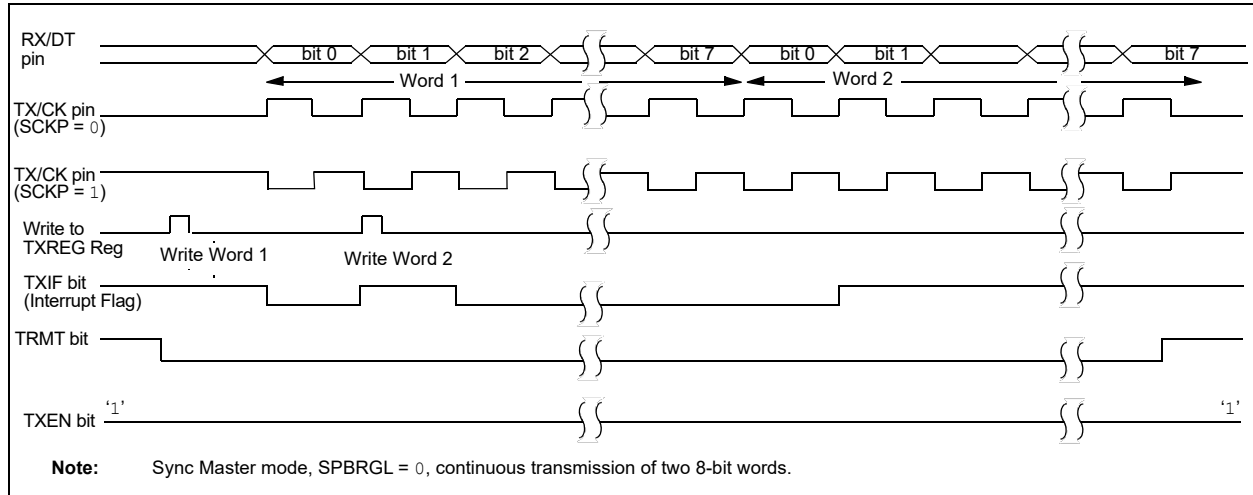 RX/DT
pin
bit 0 bit 1 bit 2 bit 7 bit 0 bit 1 bit 7
Word 1 Word 2
TX/CK pin
(SCKP = 0)
TX/CK pin
(SCKP = 1)
Write to
TXREG Reg
Write Word 1 Write Word 2
TXIF bit
(Interrupt Flag)
TRMT bit
‘1’ ‘1’
TXEN bit
Note: Sync Master mode, SPBRGL = 0, continuous transmission of two 8-bit words.